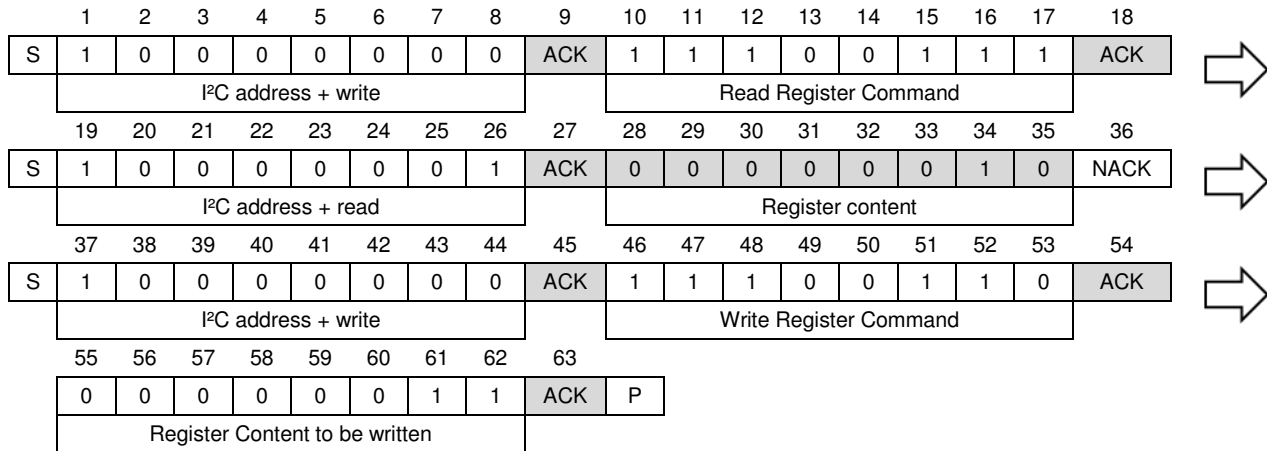 1 2 3 4 5 6 7 8 9 10 11 12 13 14 15 16 17 18
S 1 0 0 0 0 0 0 0 ACK 1 1 1 0 0 1 1 1 ACK
I²C address + write Read Register Command
19 20 21 22 23 24 25 26 27 28 29 30 31 32 33 34 35 36
S 1 0 0 0 0 0 0 1 ACK 0 0 0 0 0 0 1 0 NACK
I²C address + read Register content
37 38 39 40 41 42 43 44 45 46 47 48 49 50 51 52 53 54
S 1 0 0 0 0 0 0 0 ACK 1 1 1 0 0 1 1 0 ACK
I²C address + write Write Register Command
55 56 57 58 59 60 61 62 63
0 0 0 0 0 0 1 1 ACK P
Register Content to be written